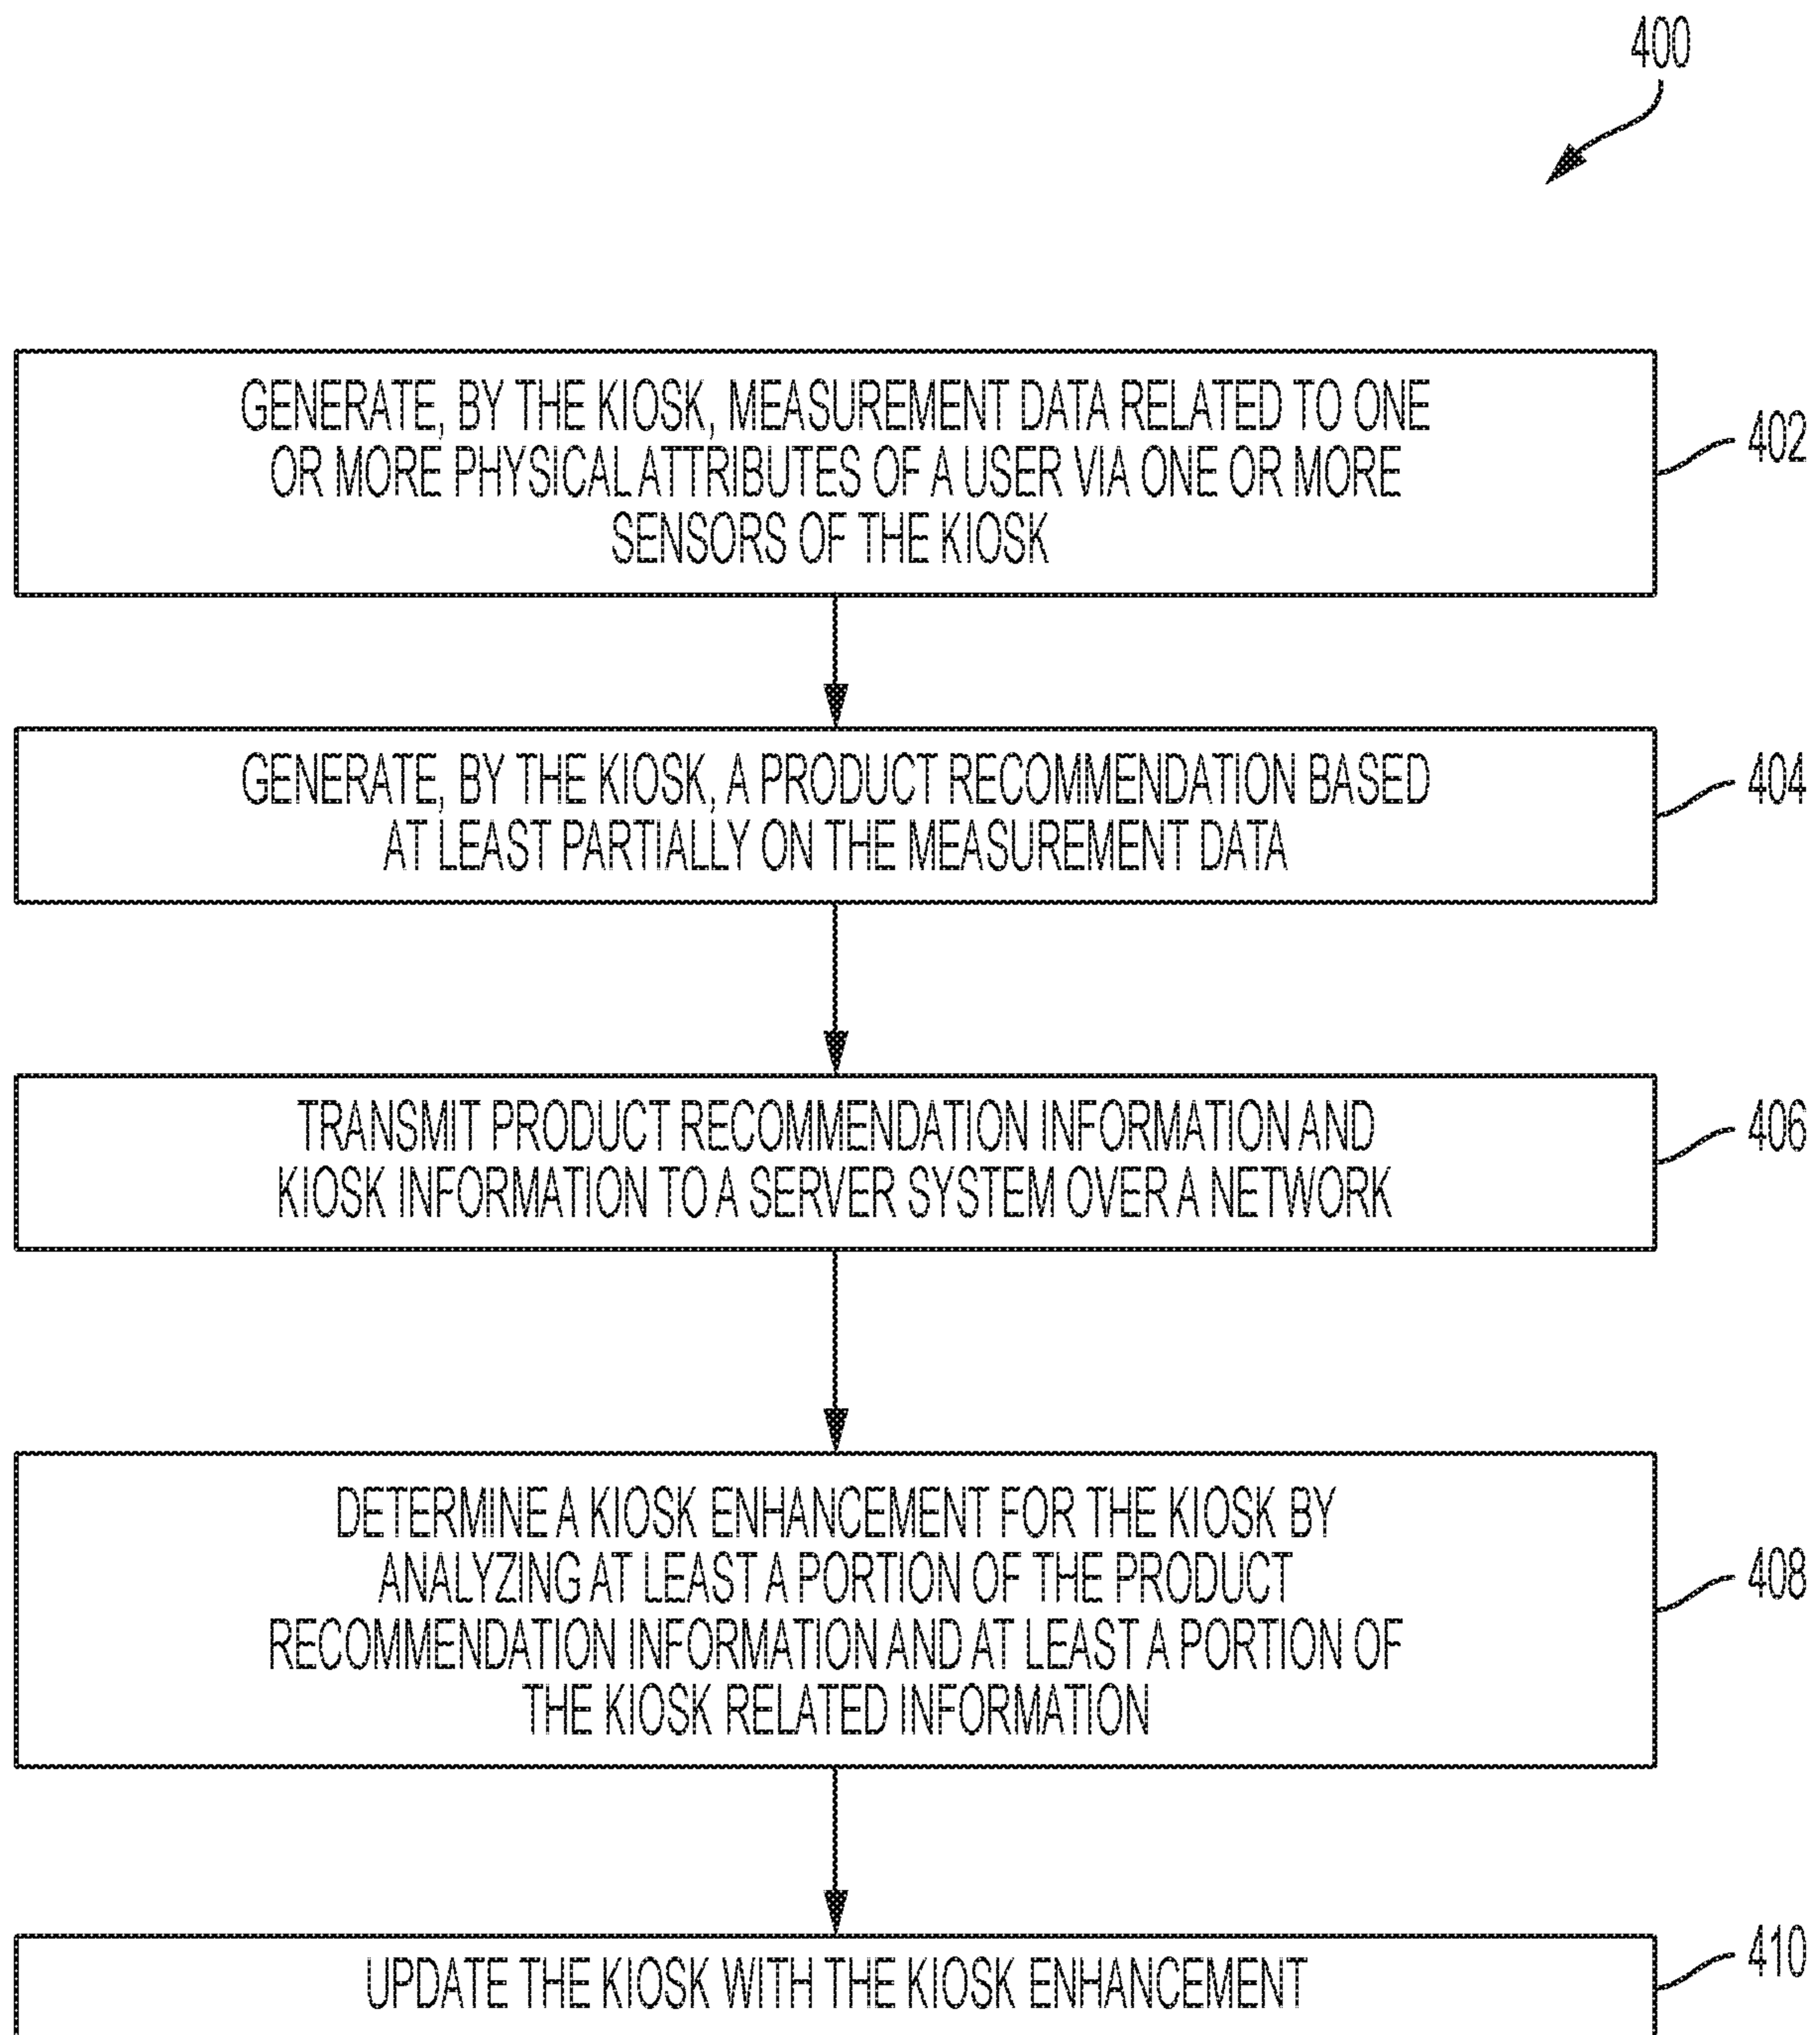 400
GENERATE, BY THE KIOSK, MEASUREMENT DATA RELATED TO ONE
OR MORE PHYSICAL ATTRIBUTES OF A USER VIA ONE OR MORE
SENSORS OF THE KIOSK
402
GENERATE, BY THE KIOSK, A PRODUCT RECOMMENDATION BASED
AT LEAST PARTIALLY ON THE MEASUREMENT DATA
404
TRANSMIT PRODUCT RECOMMENDATION INFORMATION AND
KIOSK INFORMATION TO A SERVER SYSTEM OVER A NETWORK
406
DETERMINE A KIOSK ENHANCEMENT FOR THE KIOSK BY
ANALYZING AT LEAST A PORTION OF THE PRODUCT
RECOMMENDATION INFORMATION AND AT LEAST A PORTION OF
THE KIOSK RELATED INFORMATION
408
UPDATE THE KIOSK WITH THE KIOSK ENHANCEMENT
410